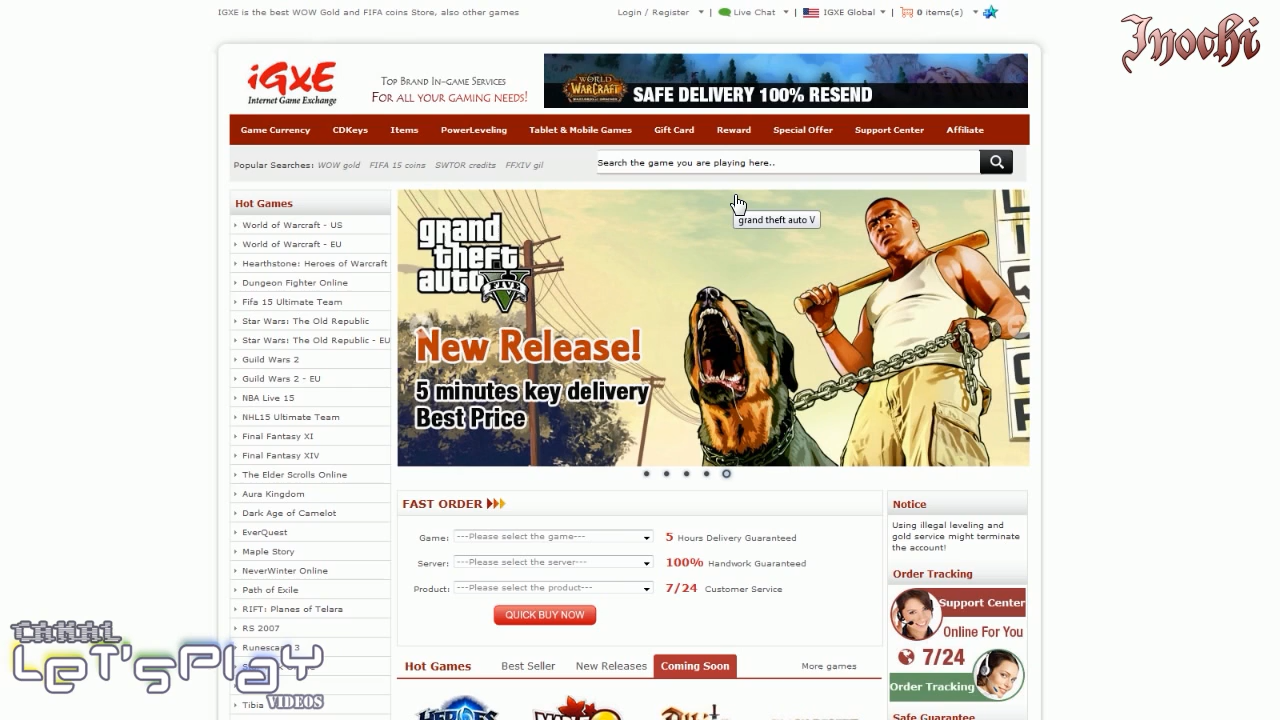 IGXE is the best WOW Gold and FIFA coins Store, also other games
Login / Register | Live Chat | IGXE Global | 0 items(s)
Inochi
iGXE
Internet Game Exchange
Top Brand In-game Services
For all your gaming needs!
World of Warcraft
SAFE DELIVERY 100% RESEND
Game Currency CDKeys Items PowerLeveling Tablet & Mobile Games Gift Card Reward Special Offer Support Center Affiliate
Popular Searches: WOW gold FIFA 15 coins SWTOR credits FFXIV gil
Search the game you are playing here..
Hot Games
World of Warcraft - US
World of Warcraft - EU
Hearthstone: Heroes of Warcraft
Dungeon Fighter Online
Fifa 15 Ultimate Team
Star Wars: The Old Republic
Star Wars: The Old Republic - EU
Guild Wars 2
Guild Wars 2 - EU
NBA Live 15
NHL15 Ultimate Team
Final Fantasy XI
Final Fantasy XIV
The Elder Scrolls Online
Aura Kingdom
Dark Age of Camelot
EverQuest
Maple Story
NeverWinter Online
Path of Exile
RIFT: Planes of Telara
RS 2007
Runescape 3
Tibia
grand theft auto V
grand
theft
auto
FIVE
New Release!
5 minutes key delivery
Best Price
FAST ORDER
Game: ---Please select the game---
Server: ---Please select the server---
Product: ---Please select the product---
QUICK BUY NOW
5 Hours Delivery Guaranteed
100% Handwork Guaranteed
7/24 Customer Service
Notice
Using illegal leveling and
gold service might terminate
the account!
Order Tracking
Support Center
Online For You
7/24
Order Tracking
Safe Guarantee
Hot Games Best Seller New Releases Coming Soon More games
HEROES
MAPLE
CANAL
LeT'sPlay
VIDEOS